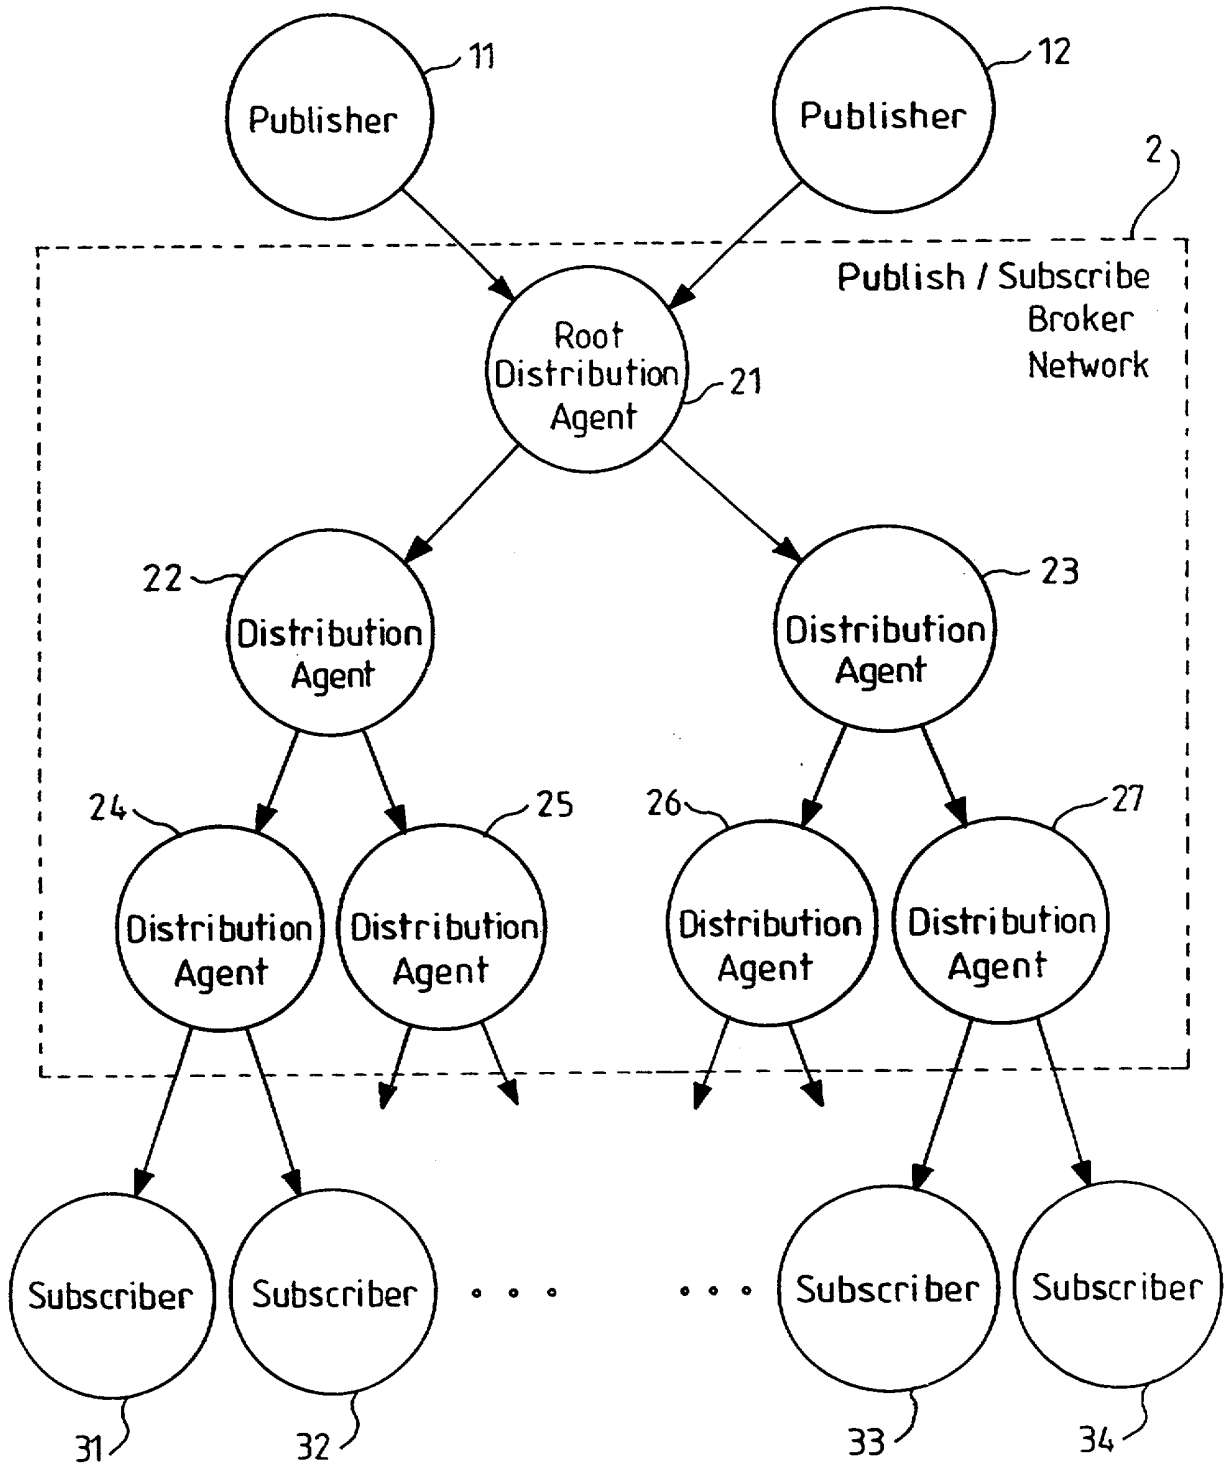 11
12
Publisher
Publisher
2
Publish / Subscribe
Broker
Network
Root
Distribution
Agent
21
22
23
Distribution
Agent
Distribution
Agent
24
25
26
27
Distribution
Agent
Distribution
Agent
Distribution
Agent
Distribution
Agent
Subscriber
Subscriber
Subscriber
Subscriber
31
32
33
34